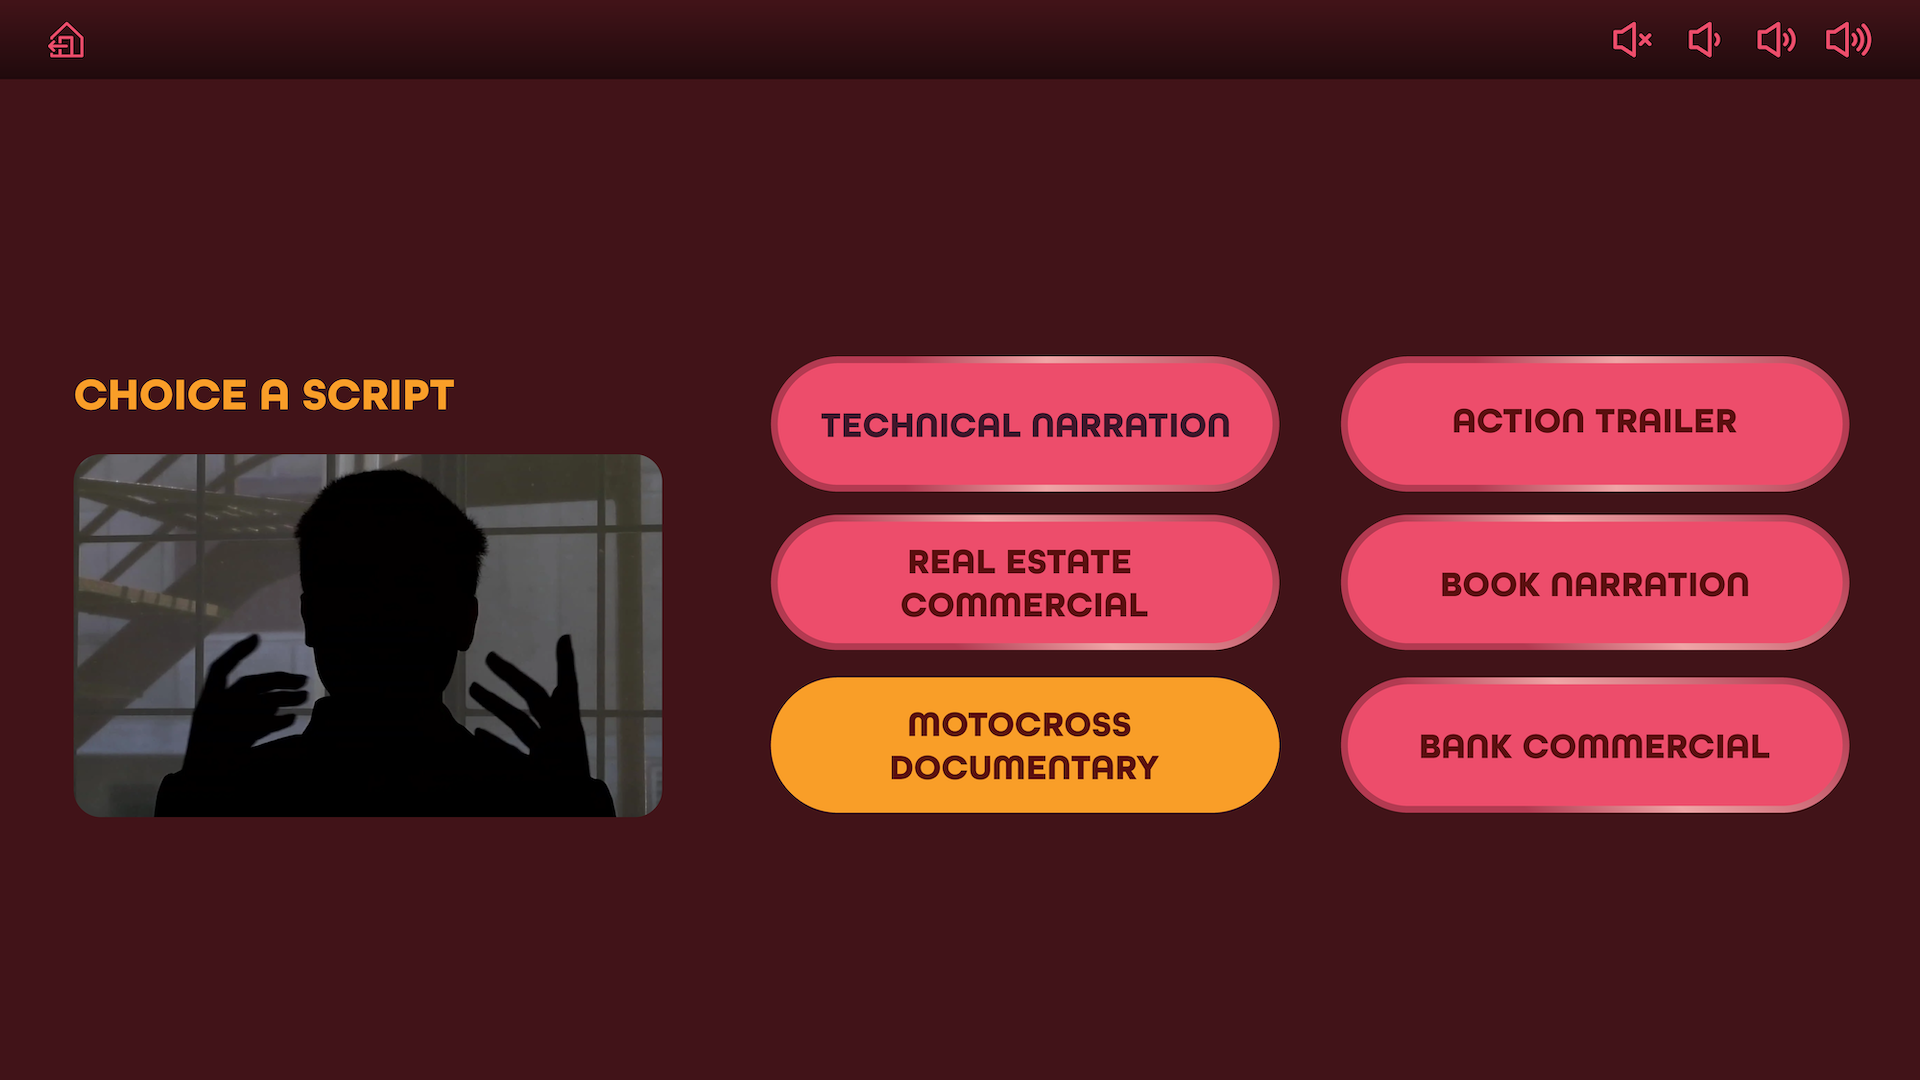 CHOICE A SCRIPT
TECHNICAL NARRATION
ACTION TRAILER
REAL ESTATE
COMMERCIAL
BOOK NARRATION
MOTOCROSS
DOCUMENTARY
BANK COMMERCIAL